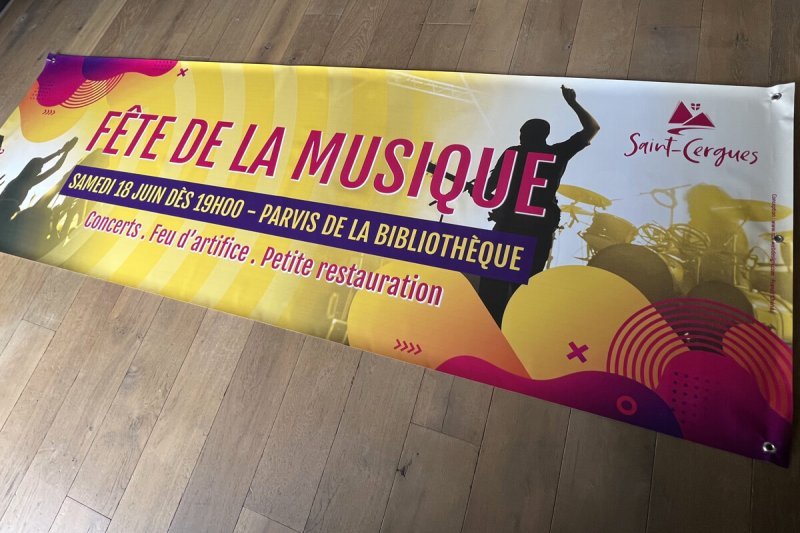 FÊTE DE LA MUSIQUE
SAMEDI 18 JUIN DÈS 19H00 - PARVIS DE LA BIBLIOTHÈQUE
Concerts . Feu d'artifice . Petite restauration
Saint-Cergues